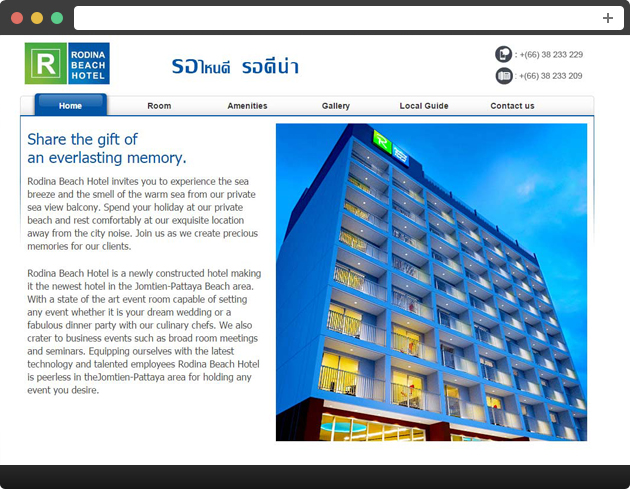 R
RODINA
BEACH
HOTEL
รอไหนดี รอดีน่า
: +(66) 38 233 229
: +(66) 38 233 209
Home Room Amenities Gallery Local Guide Contact us
Share the gift of
an everlasting memory.
Rodina Beach Hotel invites you to experience the sea
breeze and the smell of the warm sea from our private
sea view balcony. Spend your holiday at our private
beach and rest comfortably at our exquisite location
away from the city noise. Join us as we create precious
memories for our clients.
Rodina Beach Hotel is a newly constructed hotel making
it the newest hotel in the Jomtien-Pattaya Beach area.
With a state of the art event room capable of setting
any event whether it is your dream wedding or a
fabulous dinner party with our culinary chefs. We also
crater to business events such as broad room meetings
and seminars. Equipping ourselves with the latest
technology and talented employees Rodina Beach Hotel
is peerless in theJomtien-Pattaya area for holding any
event you desire.
R